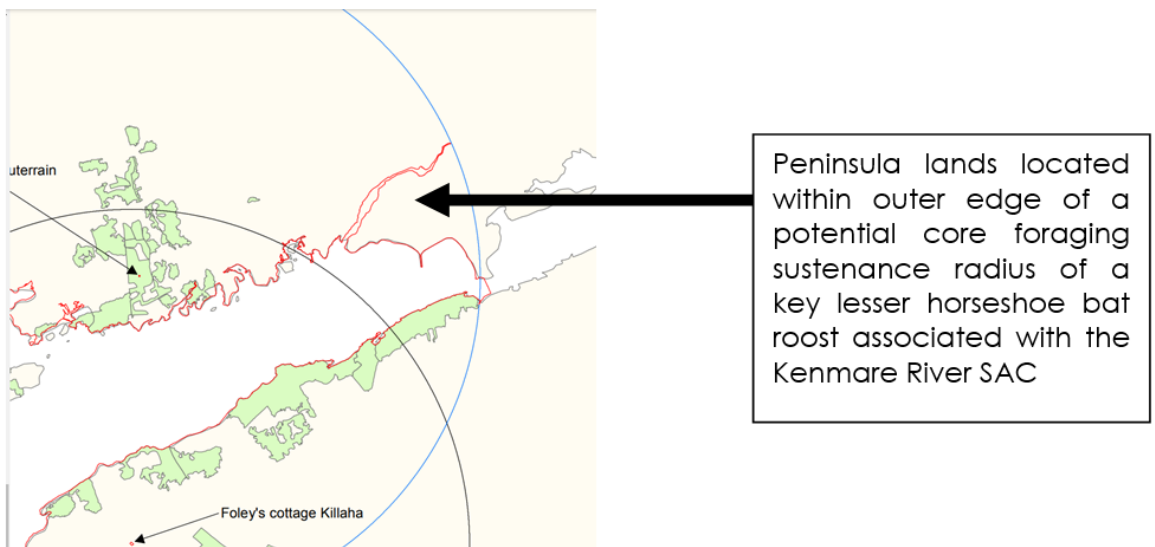 uterrain
Peninsula lands located
within outer edge of a
potential core foraging
sustenance radius of a
key lesser horseshoe bat
roost associated with the
Kenmare River SAC
Foley's cottage Killaha